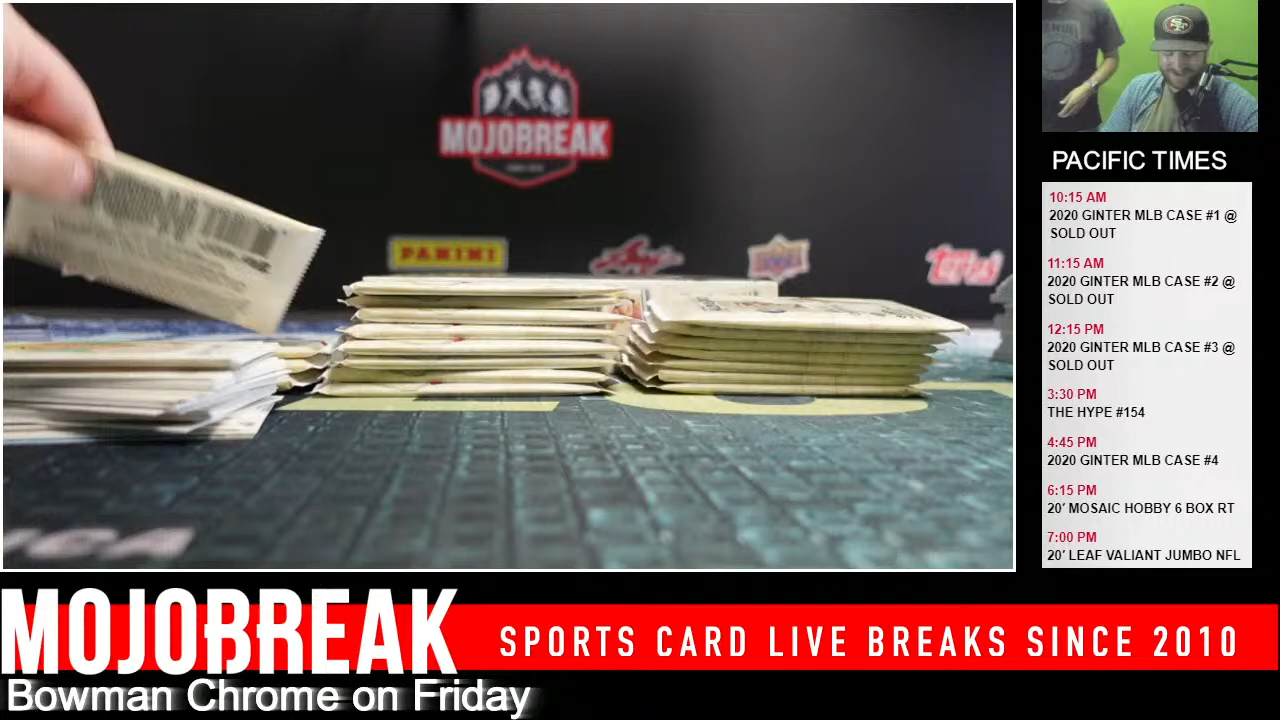 MOJOBREAK
PANINI
Topps
PACIFIC TIMES
10:15 AM
2020 GINTER MLB CASE #1 @
SOLD OUT
11:15 AM
2020 GINTER MLB CASE #2 @
SOLD OUT
12:15 PM
2020 GINTER MLB CASE #3 @
SOLD OUT
3:30 PM
THE HYPE #154
4:45 PM
2020 GINTER MLB CASE #4
6:15 PM
20' MOSAIC HOBBY 6 BOX RT
7:00 PM
20' LEAF VALIANT JUMBO NFL
MOJOBREAK
SPORTS CARD LIVE BREAKS SINCE 2010
Bowman Chrome on Friday